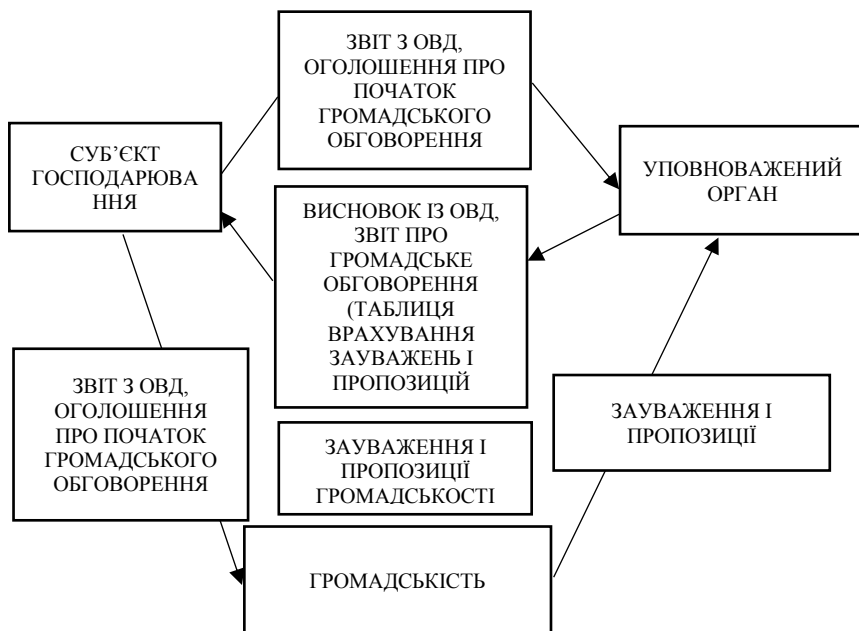 ЗВІТ З ОВД,
ОГОЛОШЕННЯ ПРО
ПОЧАТОК
ГРОМАДСЬКОГО
ОБГОВОРЕННЯ
СУБ’ЄКТ
ГОСПОДАРЮВА
ННЯ
УПОВНОВАЖЕНИЙ
ОРГАН
ВИСНОВОК ІЗ ОВД,
ЗВІТ ПРО
ГРОМАДСЬКЕ
ОБГОВОРЕННЯ
(ТАБЛИЦЯ
ВРАХУВАННЯ
ЗАУВАЖЕНЬ І
ПРОПОЗИЦІЙ
ЗВІТ З ОВД,
ОГОЛОШЕННЯ
ПРО ПОЧАТОК
ГРОМАДСЬКОГО
ОБГОВОРЕННЯ
ЗАУВАЖЕННЯ І
ПРОПОЗИЦІЇ
ЗАУВАЖЕННЯ І
ПРОПОЗИЦІЇ
ГРОМАДСЬКОСТІ
ГРОМАДСЬКІСТЬ